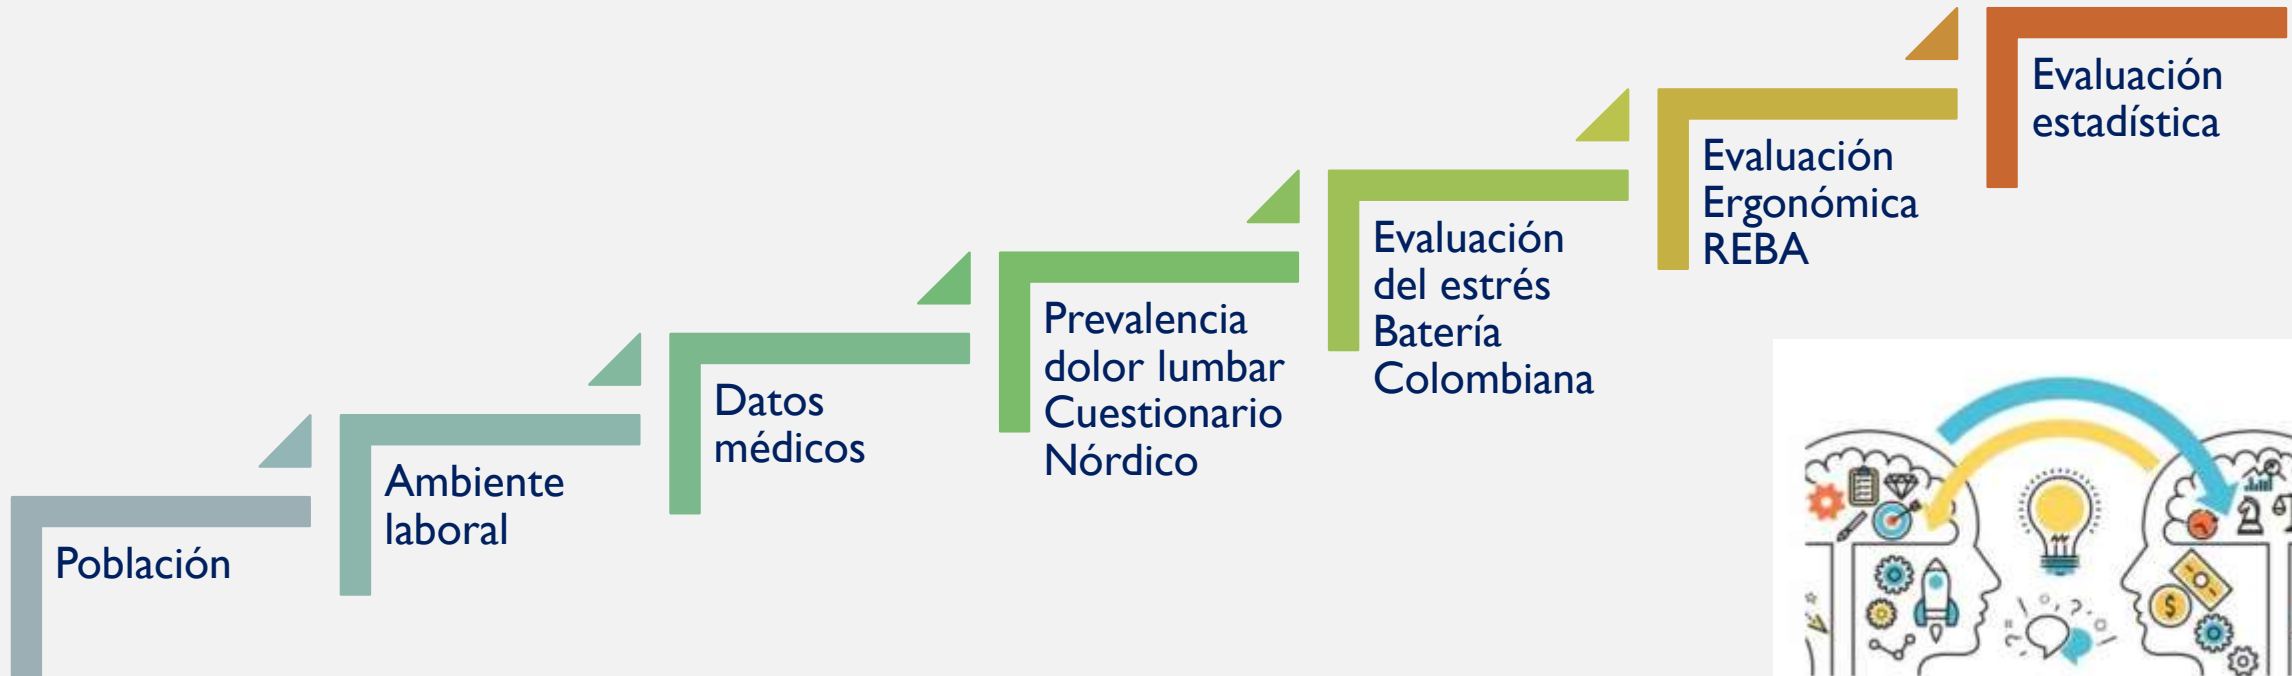 Población
Ambiente
laboral
Datos
médicos
Prevalencia
dolor lumbar
Cuestionario
Nórdico
Evaluación
del estrés
Batería
Colombiana
Evaluación
Ergonómica
REBA
Evaluación
estadística